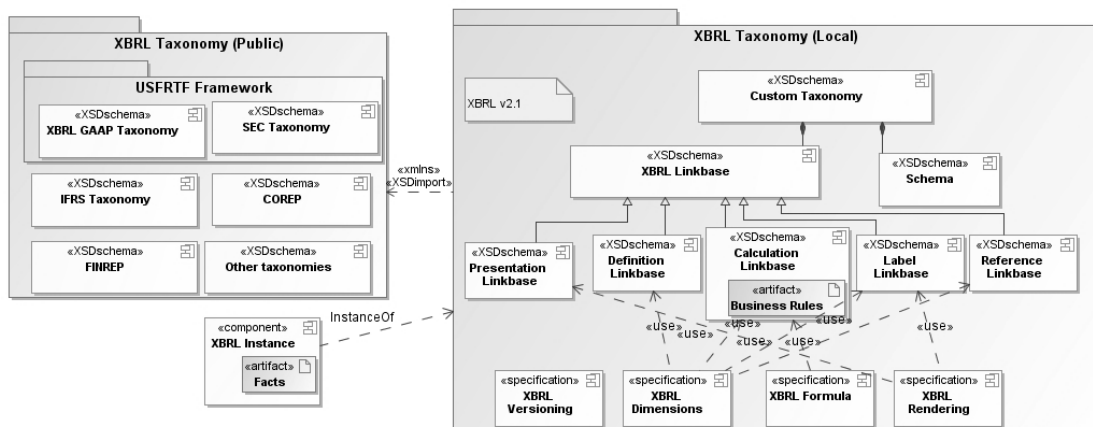 XBRL Taxonomy (Public)
USFRTF Framework
«XSDschema»
XBRL GAAP Taxonomy
«XSDschema»
SEC Taxonomy
«XSDschema»
IFRS Taxonomy
«XSDschema»
COREP
«XSDschema»
FINREP
«XSDschema»
Other taxonomies
«xmlns»
«XSDimport»
«component»
XBRL Instance
«artifact»
Facts
InstanceOf
XBRL Taxonomy (Local)
XBRL v2.1
«XSDschema»
Custom Taxonomy
«XSDschema»
XBRL Linkbase
«XSDschema»
Schema
«XSDschema»
Presentation
Linkbase
«XSDschema»
Definition
Linkbase
«XSDschema»
Calculation
Linkbase
«artifact»
Business Rules
«XSDschema»
Label
Linkbase
«XSDschema»
Reference
Linkbase
«use»
«use»
«use»
«use»
«use»
«use»
«use»
«specification»
XBRL
Versioning
«specification»
XBRL
Dimensions
«specification»
XBRL Formula
«specification»
XBRL
Rendering